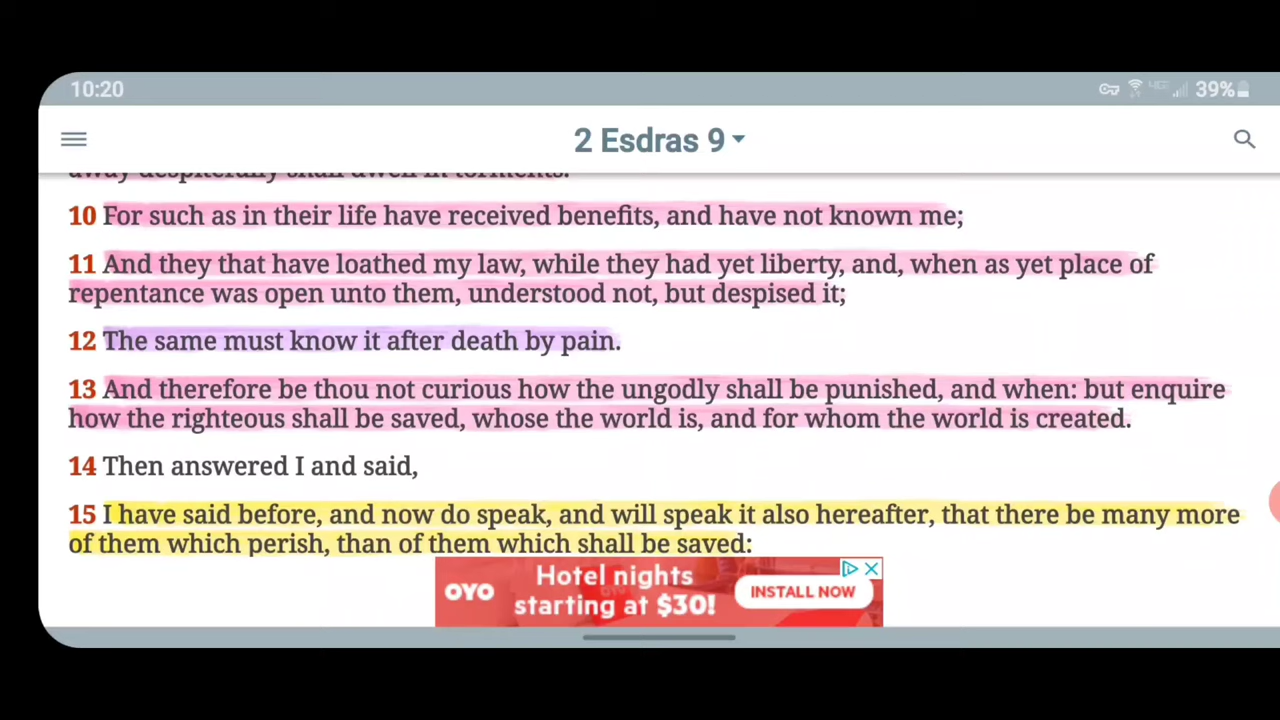 10:20
39%
2 Esdras 9
away despitefully shall dwell in torments.
10 For such as in their life have received benefits, and have not known me;
11 And they that have loathed my law, while they had yet liberty, and, when as yet place of
repentance was open unto them, understood not, but despised it;
12 The same must know it after death by pain.
13 And therefore be thou not curious how the ungodly shall be punished, and when: but enquire
how the righteous shall be saved, whose the world is, and for whom the world is created.
14 Then answered I and said,
15 I have said before, and now do speak, and will speak it also hereafter, that there be many more
of them which perish, than of them which shall be saved:
OYO
Hotel nights
starting at $30!
INSTALL NOW